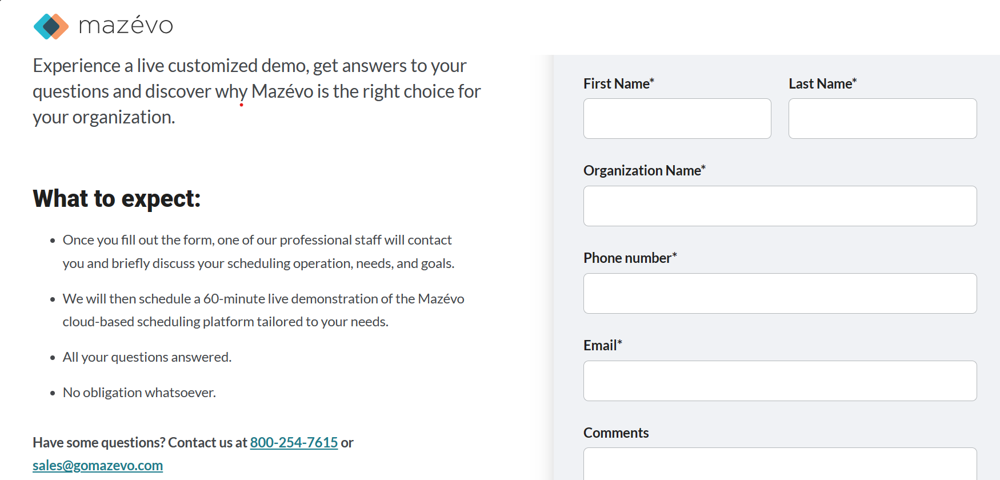 mazévo
Experience a live customized demo, get answers to your
questions and discover why Mazévo is the right choice for
your organization.
What to expect:
• Once you fill out the form, one of our professional staff will contact
you and briefly discuss your scheduling operation, needs, and goals.
• We will then schedule a 60-minute live demonstration of the Mazévo
cloud-based scheduling platform tailored to your needs.
• All your questions answered.
• No obligation whatsoever.
Have some questions? Contact us at 800-254-7615 or
sales@gomazevo.com
First Name*
Last Name*
Organization Name*
Phone number*
Email*
Comments